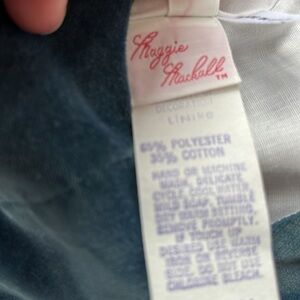 Maggie
Machall™
DECORATION
LINING
65% POLYESTER
35% COTTON
HAND OR MACHINE
WASH, DELICATE
CYCLE COOL WATER,
MILD SOAP, TUMBLE
DRY WARM SETTING,
REMOVE PROMPTLY.
IF TOUCH UP
DESIRED USE WARM
IRON ON REVERSE
SIDE. DO NOT USE
CHLORINE BLEACH.